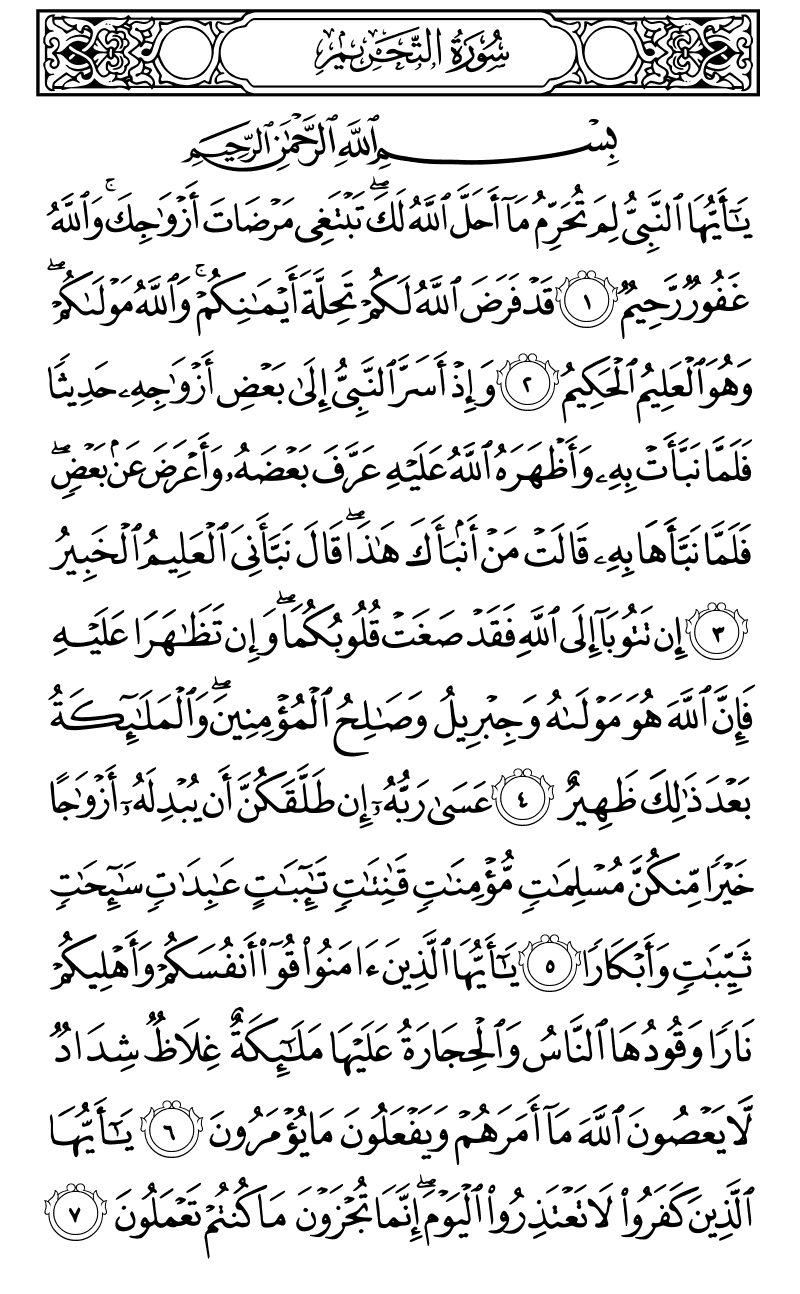 سُورَةُ التَّحۡرِيمِ
بِسۡمِ ٱللَّهِ ٱلرَّحۡمَٰنِ ٱلرَّحِيمِ
يَٰٓأَيُّهَا ٱلنَّبِيُّ لِمَ تُحَرِّمُ مَآ أَحَلَّ ٱللَّهُ لَكَۖ تَبۡتَغِي مَرۡضَاتَ أَزۡوَٰجِكَۚ وَٱللَّهُ
غَفُورٞ رَّحِيمٞ ١ قَدۡ فَرَضَ ٱللَّهُ لَكُمۡ تَحِلَّةَ أَيۡمَٰنِكُمۡۚ وَٱللَّهُ مَوۡلَىٰكُمۡۖ
وَهُوَ ٱلۡعَلِيمُ ٱلۡحَكِيمُ ٢ وَإِذۡ أَسَرَّ ٱلنَّبِيُّ إِلَىٰ بَعۡضِ أَزۡوَٰجِهِۦ حَدِيثٗا
فَلَمَّا نَبَّأَتۡ بِهِۦ وَأَظۡهَرَهُ ٱللَّهُ عَلَيۡهِ عَرَّفَ بَعۡضَهُۥ وَأَعۡرَضَ عَنۢ بَعۡضٖۖ
فَلَمَّا نَبَّأَهَا بِهِۦ قَالَتۡ مَنۡ أَنۢبَأَكَ هَٰذَاۖ قَالَ نَبَّأَنِيَ ٱلۡعَلِيمُ ٱلۡخَبِيرُ
٣ إِن تَتُوبَآ إِلَى ٱللَّهِ فَقَدۡ صَغَتۡ قُلُوبُكُمَاۖ وَإِن تَظَٰهَرَا عَلَيۡهِ
فَإِنَّ ٱللَّهَ هُوَ مَوۡلَىٰهُ وَجِبۡرِيلُ وَصَٰلِحُ ٱلۡمُؤۡمِنِينَۖ وَٱلۡمَلَٰٓئِكَةُ
بَعۡدَ ذَٰلِكَ ظَهِيرٌ ٤ عَسَىٰ رَبُّهُۥٓ إِن طَلَّقَكُنَّ أَن يُبۡدِلَهُۥٓ أَزۡوَٰجًا
خَيۡرٗا مِّنكُنَّ مُسۡلِمَٰتٖ مُّؤۡمِنَٰتٖ قَٰنِتَٰتٖ تَٰٓئِبَٰتٍ عَٰبِدَٰتٖ سَٰٓئِحَٰتٖ
ثَيِّبَٰتٖ وَأَبۡكَارٗا ٥ يَٰٓأَيُّهَا ٱلَّذِينَ ءَامَنُواْ قُوٓاْ أَنفُسَكُمۡ وَأَهۡلِيكُمۡ
نَارٗا وَقُودُهَا ٱلنَّاسُ وَٱلۡحِجَارَةُ عَلَيۡهَا مَلَٰٓئِكَةٌ غِلَاظٞ شِدَادٞ
لَّا يَعۡصُونَ ٱللَّهَ مَآ أَمَرَهُمۡ وَيَفۡعَلُونَ مَا يُؤۡمَرُونَ ٦ يَٰٓأَيُّهَا
ٱلَّذِينَ كَفَرُواْ لَا تَعۡتَذِرُواْ ٱلۡيَوۡمَۖ إِنَّمَا تُجۡزَوۡنَ مَا كُنتُمۡ تَعۡمَلُونَ ٧